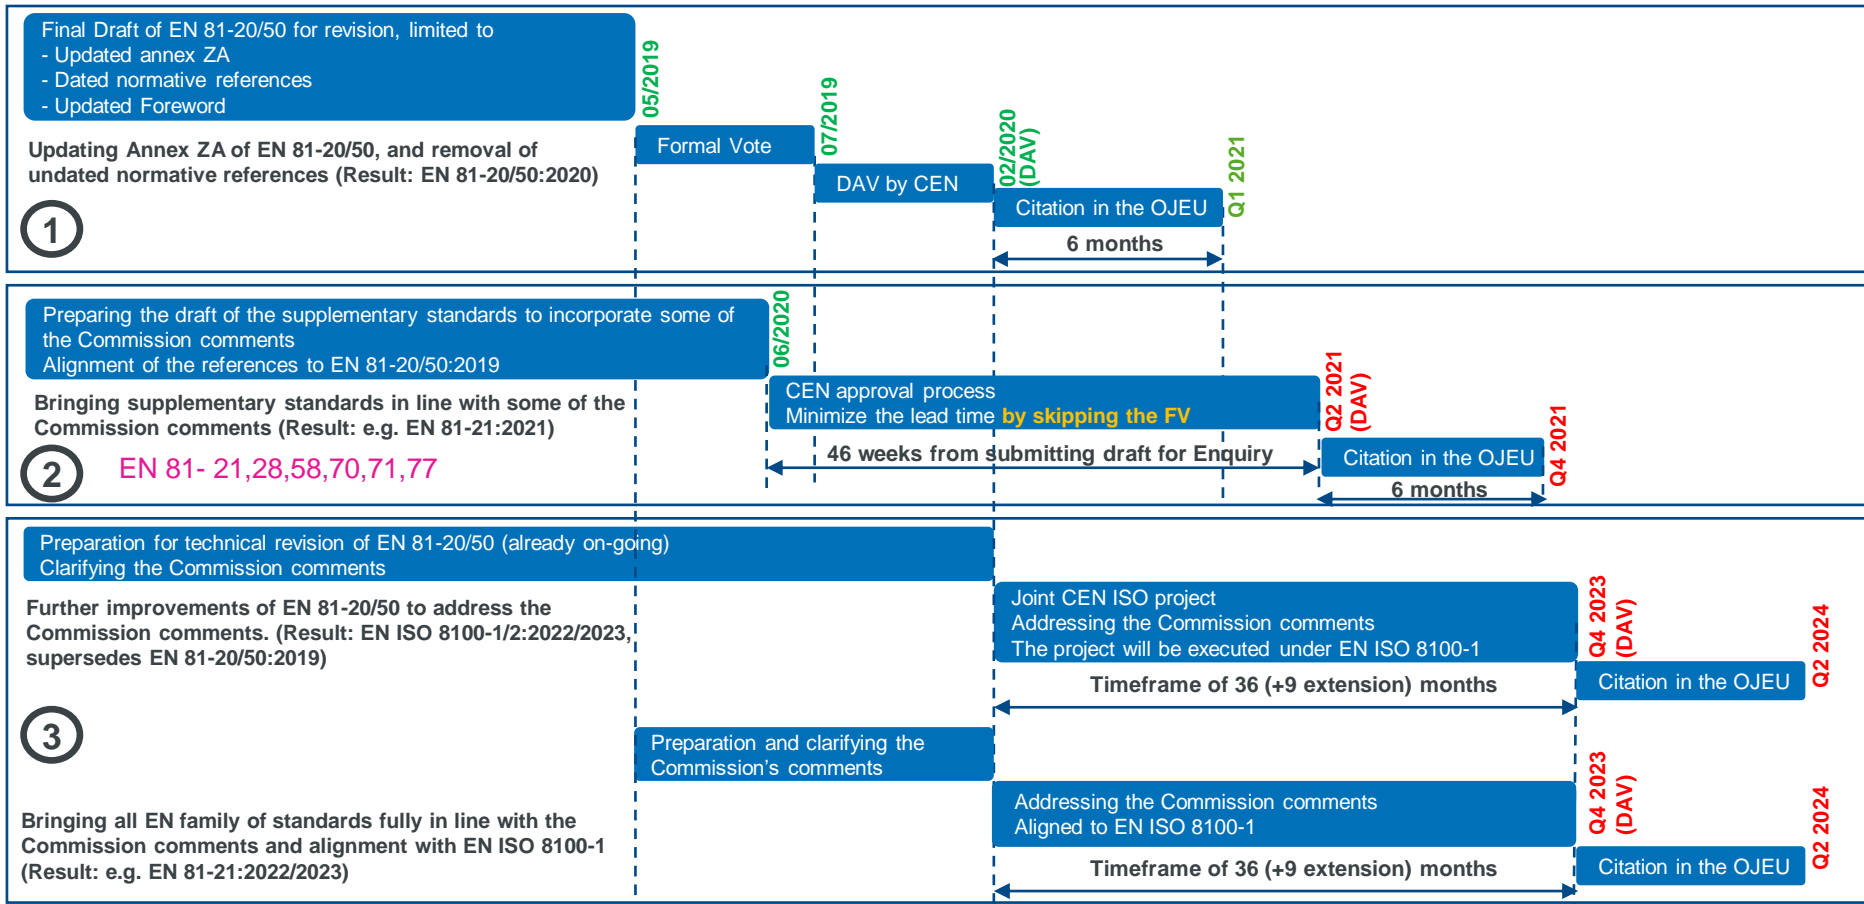 Final Draft of EN 81-20/50 for revision, limited to
- Updated annex ZA
- Dated normative references
- Updated Foreword
05/2019
Updating Annex ZA of EN 81-20/50, and removal of
undated normative references (Result: EN 81-20/50:2020)
1
Formal Vote
07/2019
DAV by CEN
02/2020
(DAV)
Citation in the OJEU
Q1 2021
6 months
Preparing the draft of the supplementary standards to incorporate some of
the Commission comments
Alignment of the references to EN 81-20/50:2019
06/2020
Bringing supplementary standards in line with some of the
Commission comments (Result: e.g. EN 81-21:2021)
2
EN 81- 21,28,58,70,71,77
CEN approval process
Minimize the lead time by skipping the FV
46 weeks from submitting draft for Enquiry
Q2 2021
(DAV)
Citation in the OJEU
Q4 2021
6 months
Preparation for technical revision of EN 81-20/50 (already on-going)
Clarifying the Commission comments
Further improvements of EN 81-20/50 to address the
Commission comments. (Result: EN ISO 8100-1/2:2022/2023,
supersedes EN 81-20/50:2019)
Joint CEN ISO project
Addressing the Commission comments
The project will be executed under EN ISO 8100-1
Q4 2023
(DAV)
Timeframe of 36 (+9 extension) months
Citation in the OJEU
Q2 2024
3
Preparation and clarifying the
Commission's comments
Bringing all EN family of standards fully in line with the
Commission comments and alignment with EN ISO 8100-1
(Result: e.g. EN 81-21:2022/2023)
Addressing the Commission comments
Aligned to EN ISO 8100-1
Q4 2023
(DAV)
Timeframe of 36 (+9 extension) months
Citation in the OJEU
Q2 2024